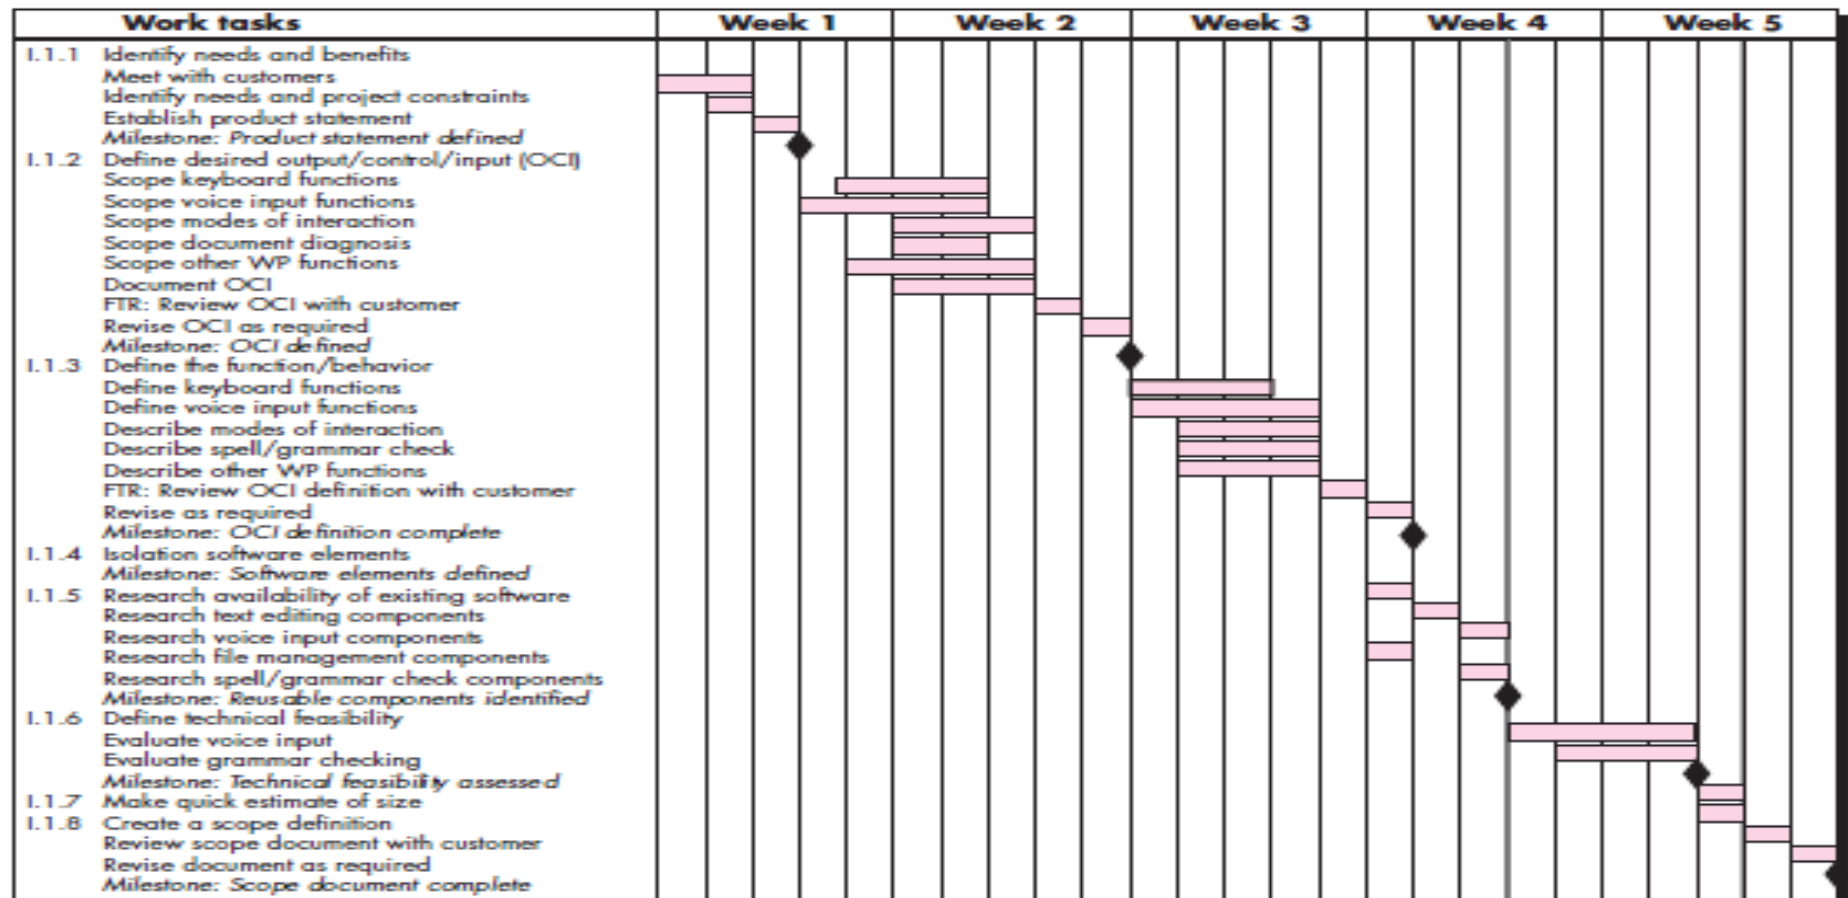 Work tasks Week 1 Week 2 Week 3 Week 4 Week 5
I.1.1 Identify needs and benefits
Meet with customers
Identify needs and project constraints
Establish product statement
Milestone: Product statement defined
I.1.2 Define desired output/control/input (OCI)
Scope keyboard functions
Scope voice input functions
Scope modes of interaction
Scope document diagnosis
Scope other WP functions
Document OCI
FTR: Review OCI with customer
Revise OCI as required
Milestone: OCI defined
I.1.3 Define the function/behavior
Define keyboard functions
Define voice input functions
Describe modes of interaction
Describe spell/grammar check
Describe other WP functions
FTR: Review OCI definition with customer
Revise as required
Milestone: OCI definition complete
I.1.4 Isolation software elements
Milestone: Software elements defined
I.1.5 Research availability of existing software
Research text editing components
Research voice input components
Research file management components
Research spell/grammar check components
Milestone: Reusable components identified
I.1.6 Define technical feasibility
Evaluate voice input
Evaluate grammar checking
Milestone: Technical feasibility assessed
I.1.7 Make quick estimate of size
I.1.8 Create a scope definition
Review scope document with customer
Revise document as required
Milestone: Scope document complete